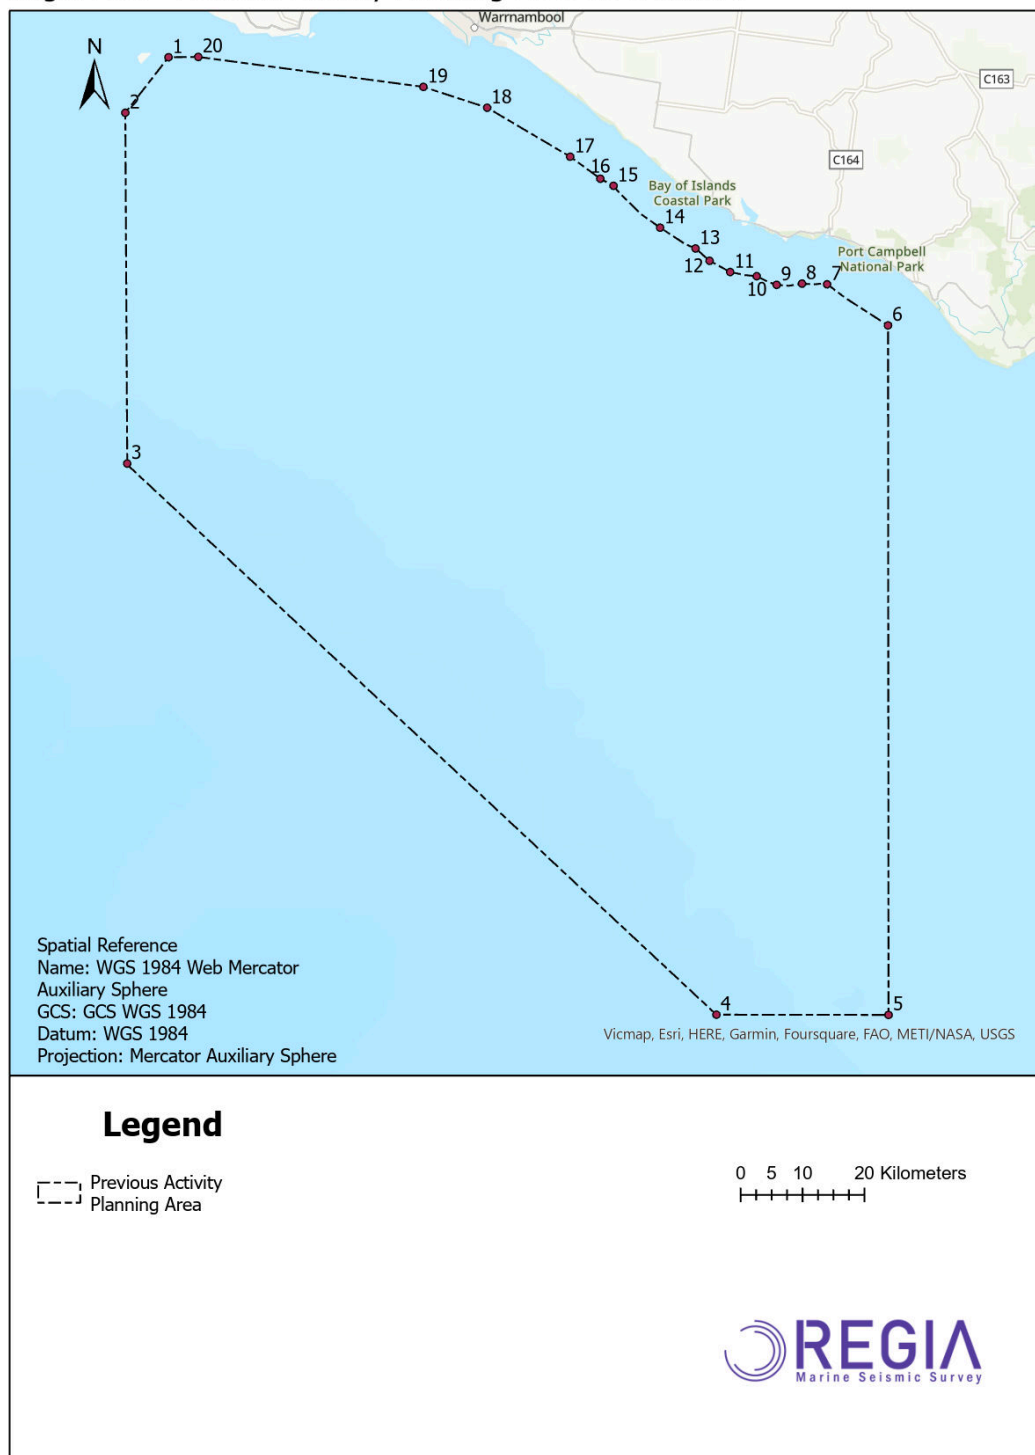 Warrnambool
N
1
20
2
19
18
17
16
15
14
13
12
11
10
9
8
7
6
3
4
5
C163
C164
Bay of Islands
Coastal Park
Port Campbell
National Park
Spatial Reference
Name: WGS 1984 Web Mercator
Auxiliary Sphere
GCS: GCS WGS 1984
Datum: WGS 1984
Projection: Mercator Auxiliary Sphere
Vicmap, Esri, HERE, Garmin, Foursquare, FAO, METI/NASA, USGS
Legend
Previous Activity
Planning Area
0 5 10 20 Kilometers
REGIA
Marine Seismic Survey